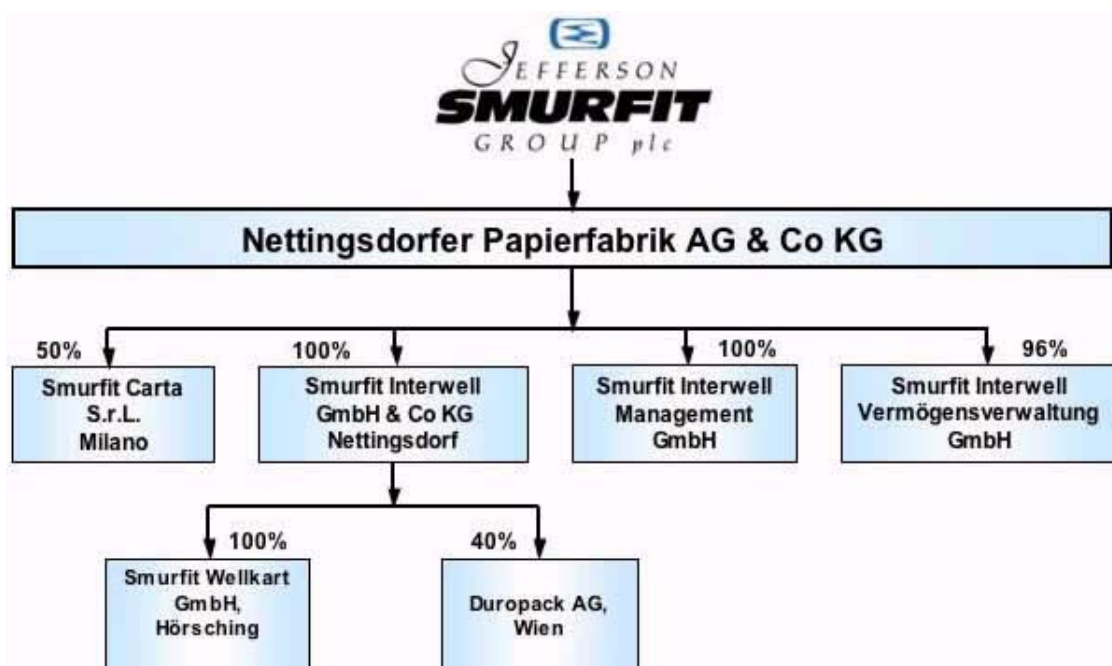 JEFFERSON
SMURFIT
GROUP plc
Nettingsdorfer Papierfabrik AG & Co KG
50%
Smurfit Carta
S.r.L.
Milano
100%
Smurfit Interwell
GmbH & Co KG
Nettingsdorf
100%
Smurfit Interwell
Management
GmbH
96%
Smurfit Interwell
Vermögensverwaltung
GmbH
100%
Smurfit Wellkart
GmbH,
Hörsching
40%
Duropack AG,
Wien